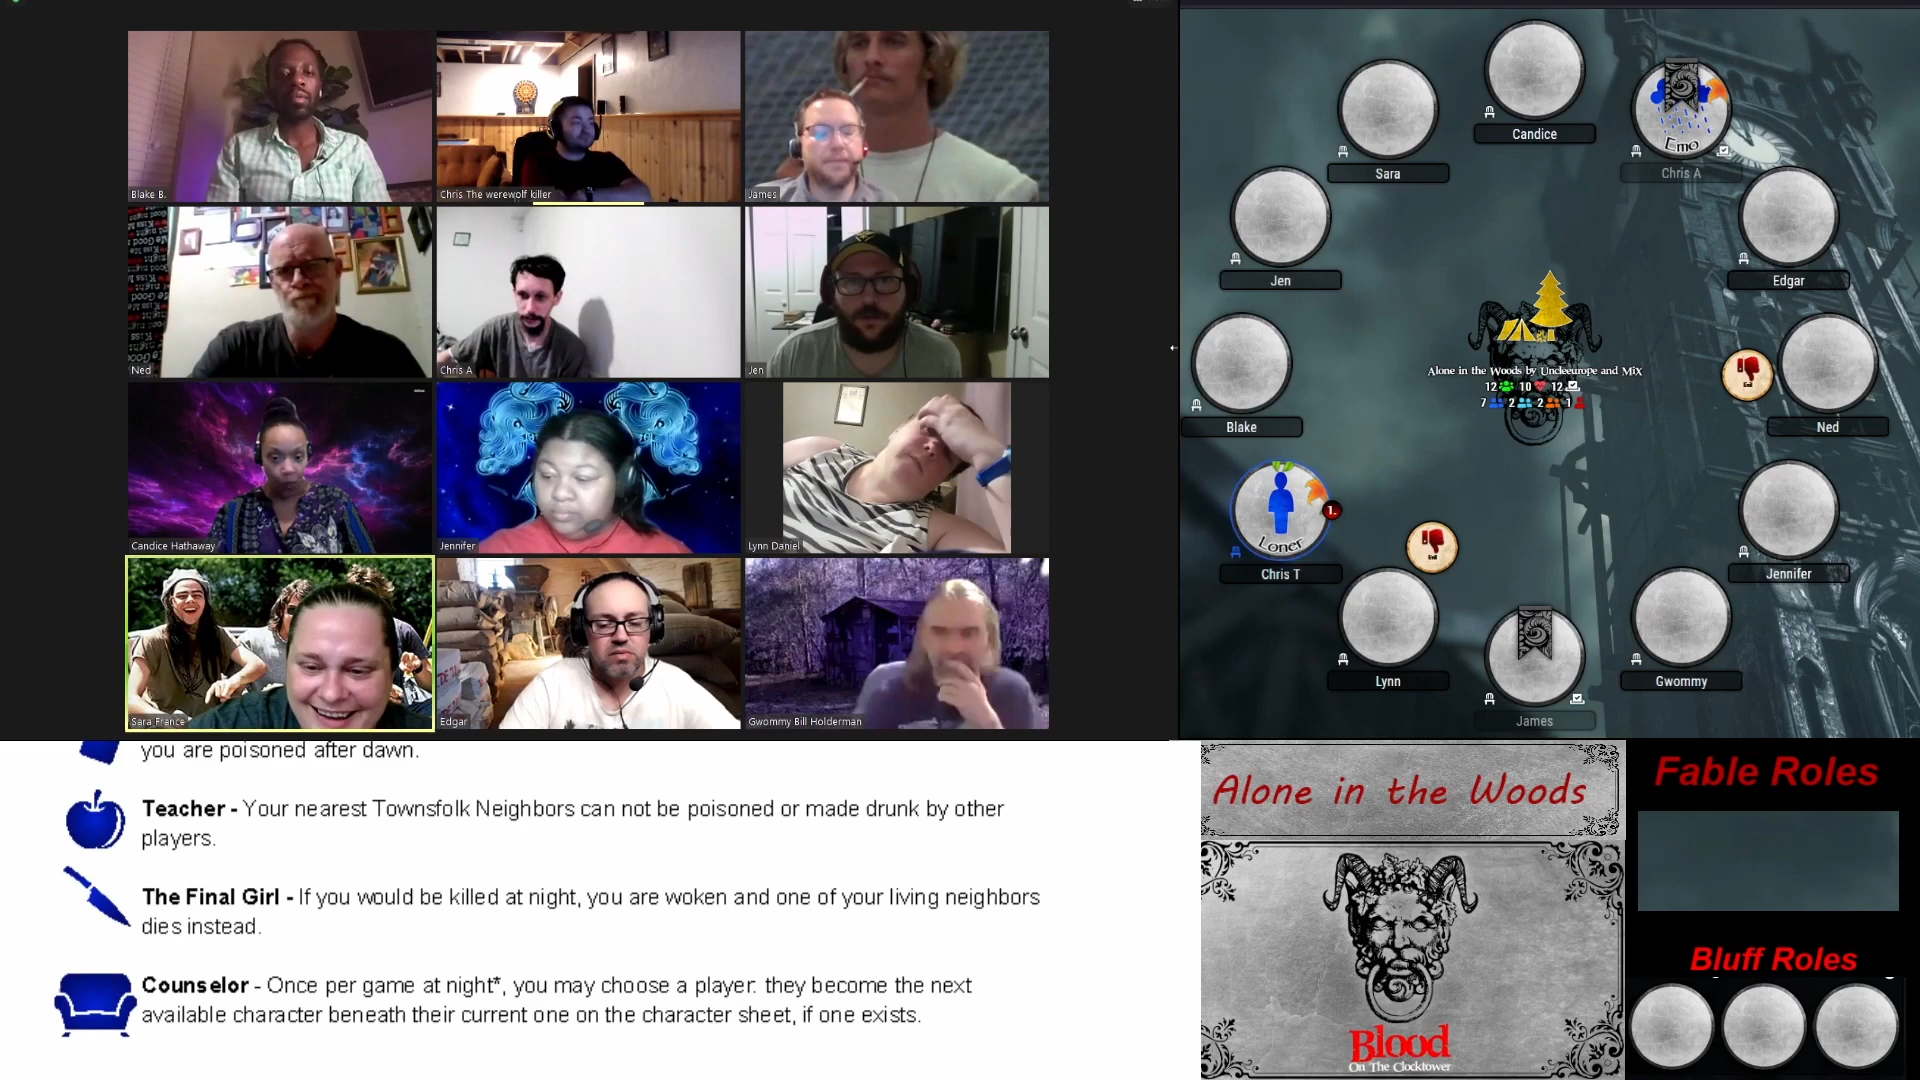 Blake B.
Chris The werewolf killer
James
Ned
Chris A
Jen
Candice Hathaway
Jennifer
Lynn Daniel
Sara France
Edgar
Gwommy Bill Holderman
Candice
Emo
Chris A
Sara
Jen
Edgar
Alone in the Woods by Uncleeurope and MiX
12 10 12
7 2 2 1
Blake
Ned
Loner
1.
Chris T
Jennifer
Lynn
Gwommy
James
you are poisoned after dawn.
Teacher - Your nearest Townsfolk Neighbors can not be poisoned or made drunk by other
players.
The Final Girl - If you would be killed at night, you are woken and one of your living neighbors
dies instead.
Counselor - Once per game at night*, you may choose a player: they become the next
available character beneath their current one on the character sheet, if one exists.
Alone in the Woods
Blood
On The Clocktower
Fable Roles
Bluff Roles